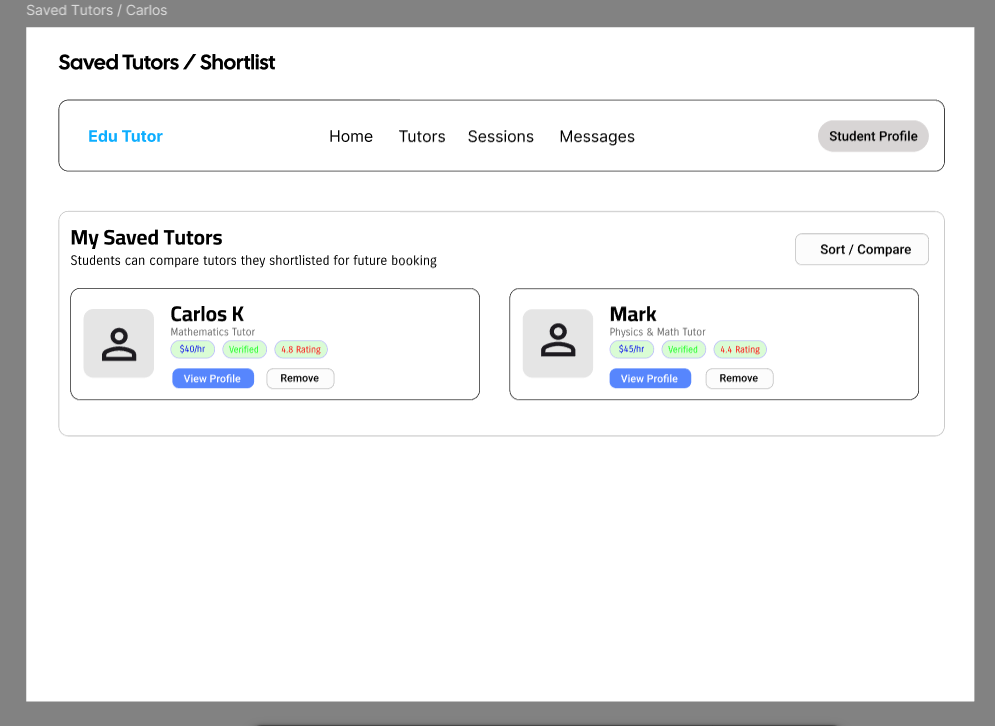 Saved Tutors / Carlos
Saved Tutors / Shortlist
Edu Tutor Home Tutors Sessions Messages Student Profile
My Saved Tutors
Students can compare tutors they shortlisted for future booking
Sort / Compare
Carlos K
Mathematics Tutor
$40/hr Verified 4.8 Rating
View Profile Remove
Mark
Physics & Math Tutor
$45/hr Verified 4.4 Rating
View Profile Remove